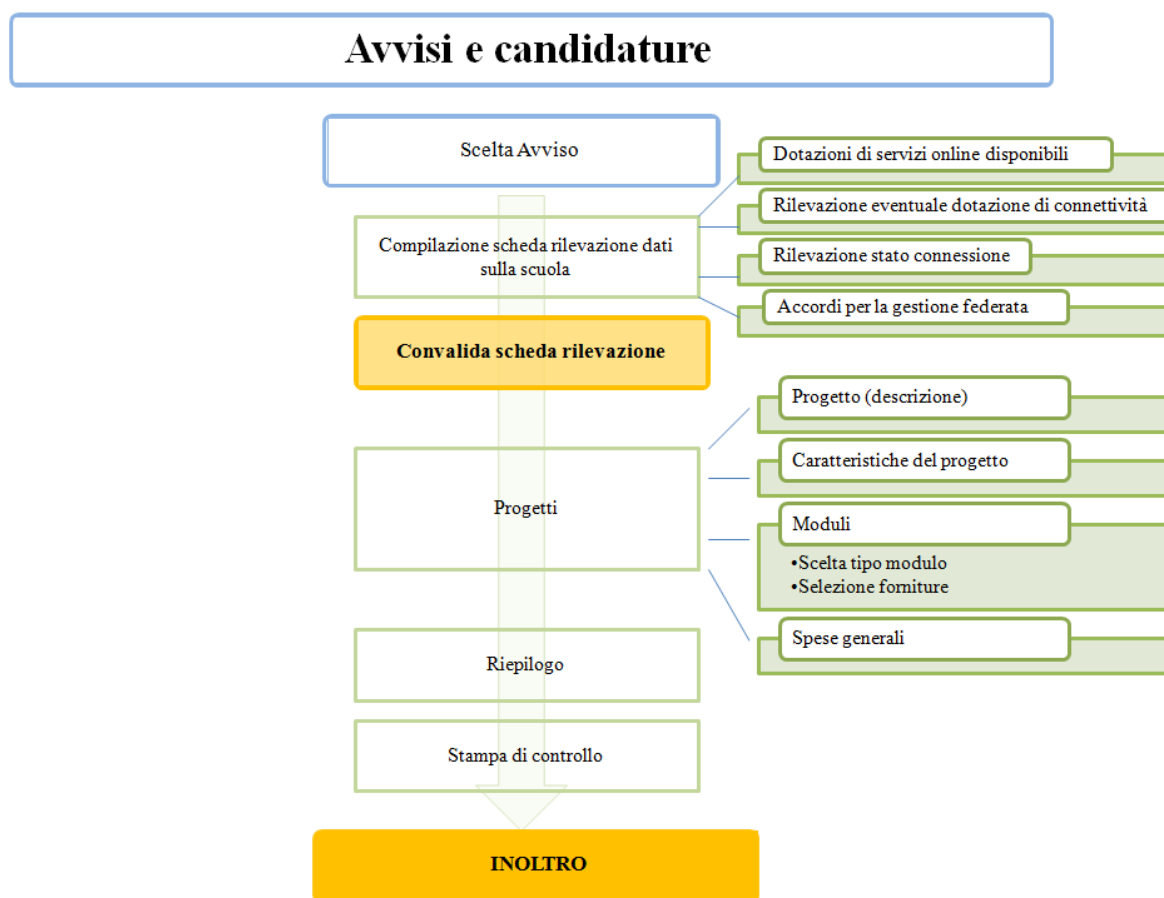 Avvisi e candidature
Scelta Avviso
Compilazione scheda rilevazione dati
sulla scuola
Dotazioni di servizi online disponibili
Rilevazione eventuale dotazione di connettività
Rilevazione stato connessione
Accordi per la gestione federata
Convalida scheda rilevazione
Progetti
Progetto (descrizione)
Caratteristiche del progetto
Moduli
•Scelta tipo modulo
•Selezione forniture
Spese generali
Riepilogo
Stampa di controllo
INOLTRO